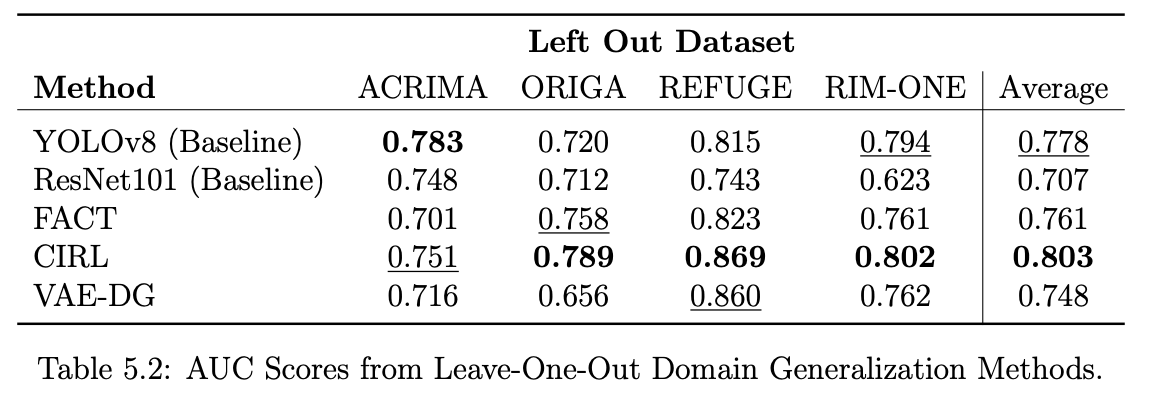 Left Out Dataset
Method ACRIMA ORIGA REFUGE RIM-ONE Average
YOLOv8 (Baseline) 0.783 0.720 0.815 0.794 0.778
ResNet101 (Baseline) 0.748 0.712 0.743 0.623 0.707
FACT 0.701 0.758 0.823 0.761 0.761
CIRL 0.751 0.789 0.869 0.802 0.803
VAE-DG 0.716 0.656 0.860 0.762 0.748
Table 5.2: AUC Scores from Leave-One-Out Domain Generalization Methods.